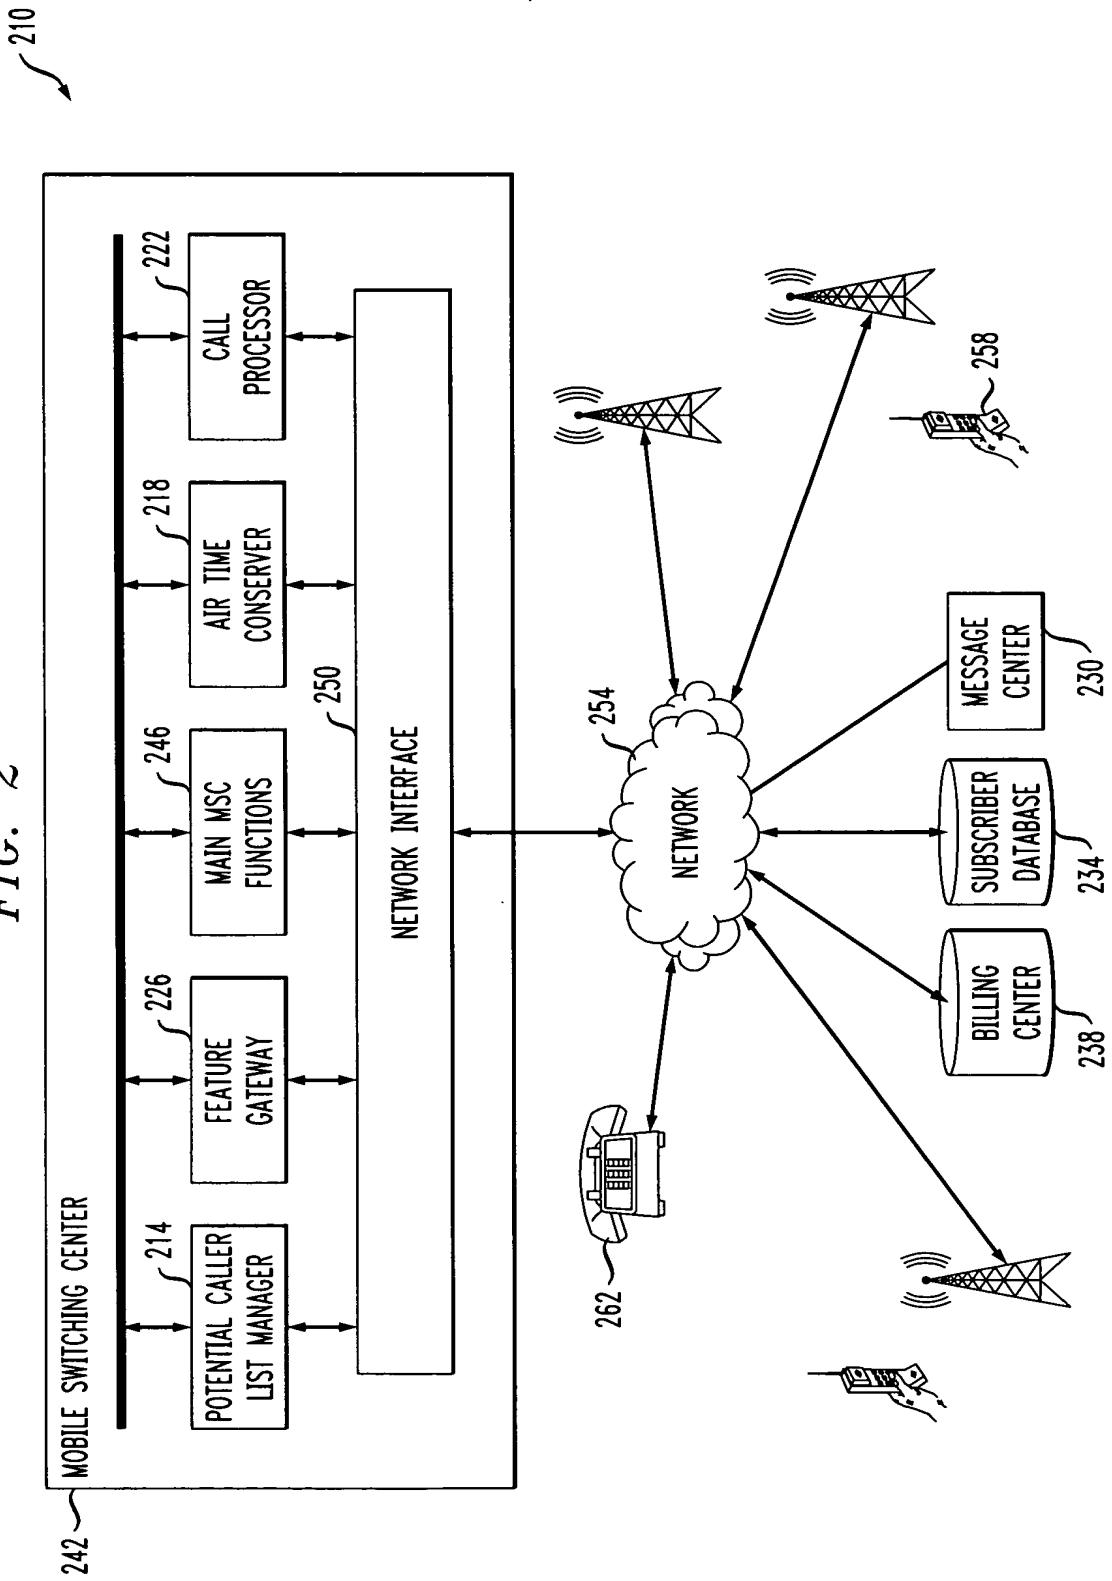 FIG. 2
210
242
MOBILE SWITCHING CENTER
214
POTENTIAL CALLER
LIST MANAGER
226
FEATURE
GATEWAY
246
MAIN MSC
FUNCTIONS
218
AIR TIME
CONSERVER
222
CALL
PROCESSOR
250
NETWORK INTERFACE
262
254
NETWORK
258
BILLING
CENTER
238
SUBSCRIBER
DATABASE
234
MESSAGE
CENTER
230